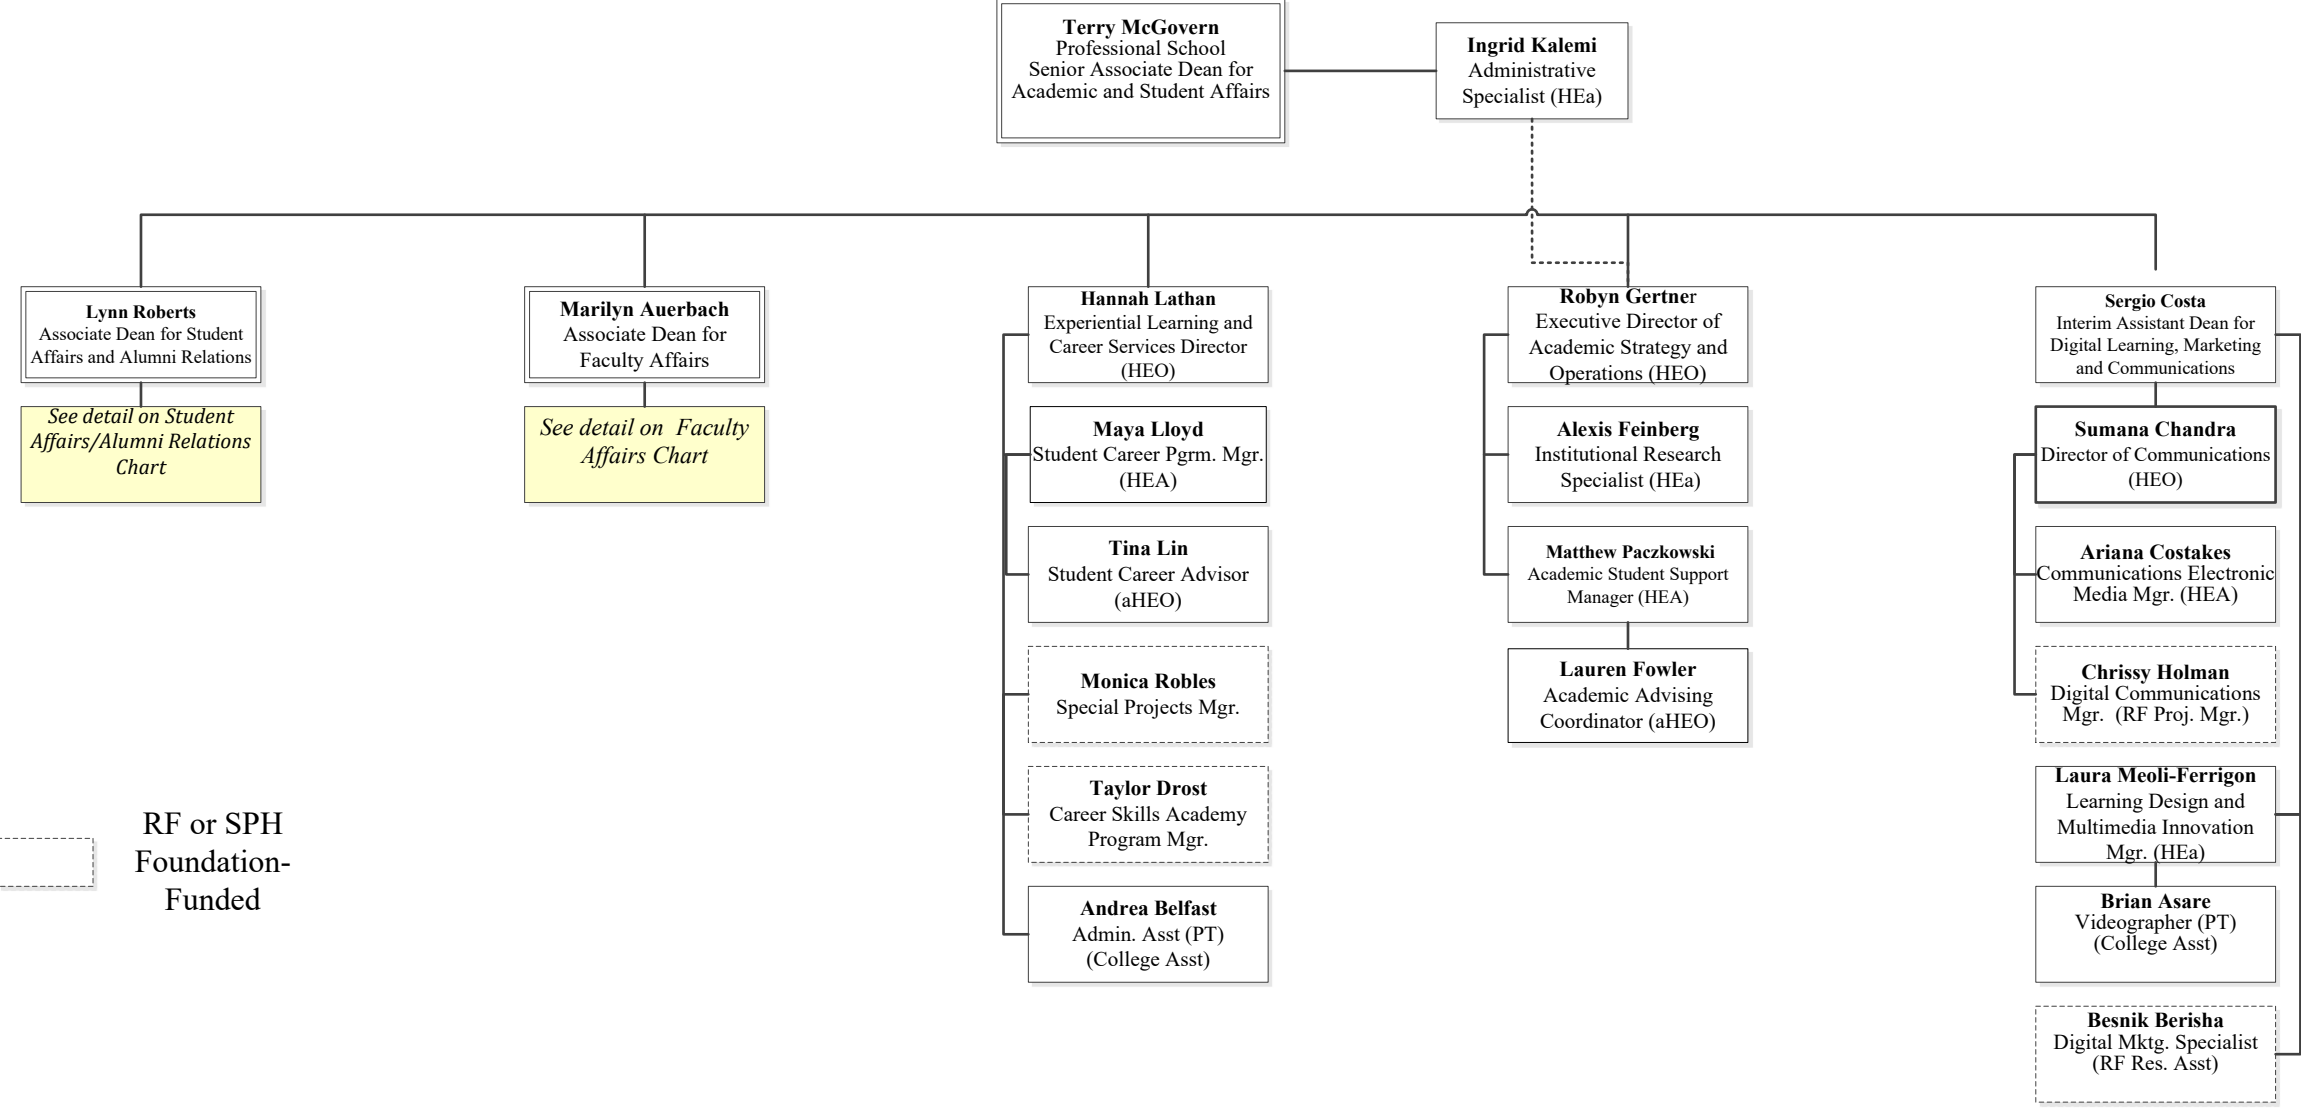 Terry McGovern
Professional School
Senior Associate Dean for
Academic and Student Affairs
Ingrid Kalemi
Administrative
Specialist (HEa)
Lynn Roberts
Associate Dean for Student
Affairs and Alumni Relations
See detail on Student
Affairs/Alumni Relations
Chart
Marilyn Auerbach
Associate Dean for
Faculty Affairs
See detail on  Faculty
Affairs Chart
Hannah Lathan
Experiential Learning and
Career Services Director
(HEO)
Maya Lloyd
Student Career Pgrm. Mgr.
(HEA)
Tina Lin
Student Career Advisor
(aHEO)
Monica Robles
Special Projects Mgr.
Taylor Drost
Career Skills Academy
Program Mgr.
Andrea Belfast
Admin. Asst (PT)
(College Asst)
Robyn Gertner
Executive Director of
Academic Strategy and
Operations (HEO)
Alexis Feinberg
Institutional Research
Specialist (HEa)
Matthew Paczkowski
Academic Student Support
Manager (HEA)
Lauren Fowler
Academic Advising
Coordinator (aHEO)
Sergio Costa
Interim Assistant Dean for
Digital Learning, Marketing
and Communications
Sumana Chandra
Director of Communications
(HEO)
Ariana Costakes
Communications Electronic
Media Mgr. (HEA)
Chrissy Holman
Digital Communications
Mgr.  (RF Proj. Mgr.)
Laura Meoli-Ferrigon
Learning Design and
Multimedia Innovation
Mgr. (HEa)
Brian Asare
Videographer (PT)
(College Asst)
Besnik Berisha
Digital Mktg. Specialist
(RF Res. Asst)
RF or SPH
Foundation-
Funded